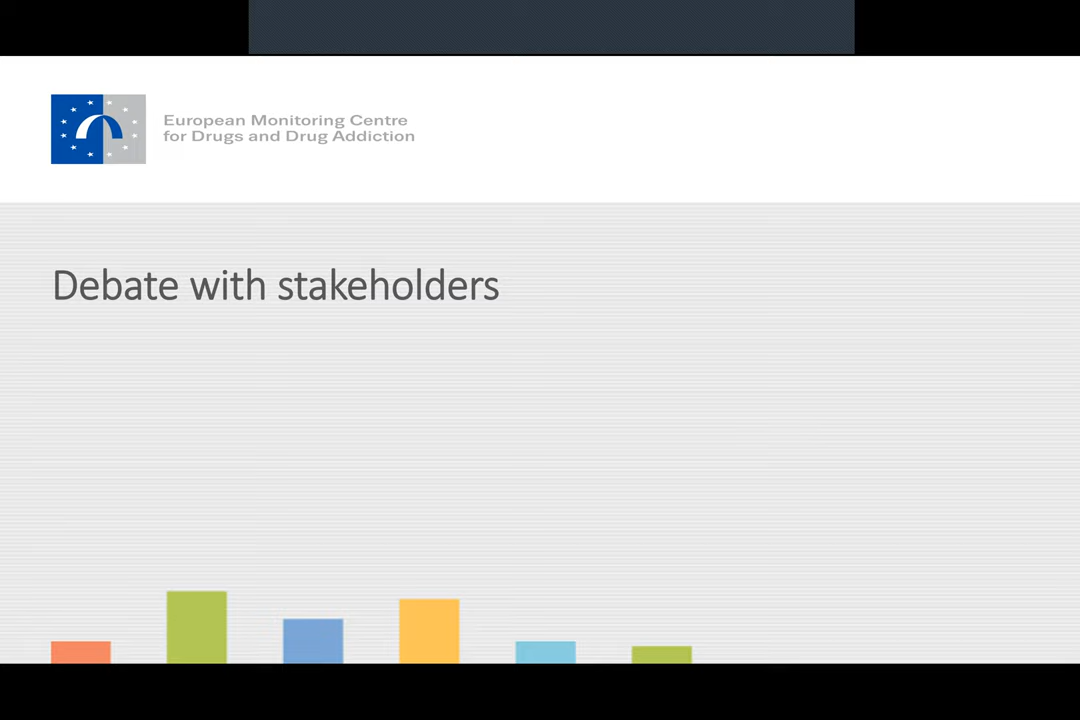 European Monitoring Centre
for Drugs and Drug Addiction
Debate with stakeholders